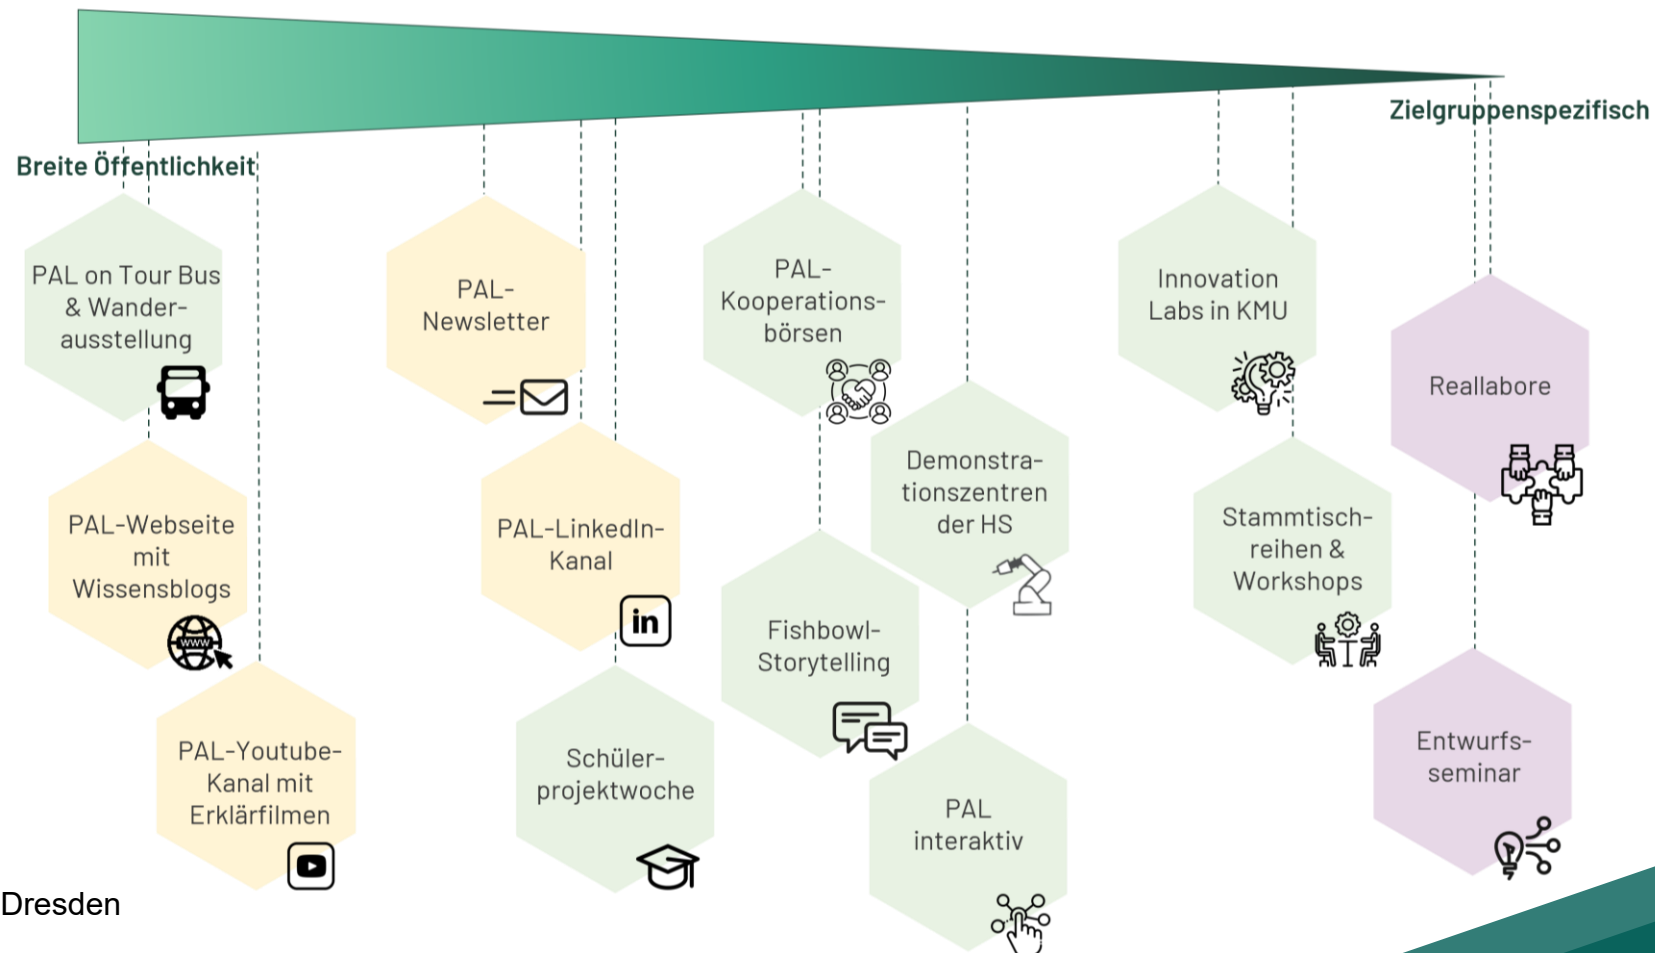 Zielgruppenspezifisch
Breite Öffentlichkeit
PAL on Tour Bus
& Wander-
ausstellung
PAL-Webseite
mit
Wissensblogs
www
PAL-Youtube-
Kanal mit
Erklärfilmen
PAL-
Newsletter
PAL-LinkedIn-
Kanal
in
Schüler-
projektwoche
PAL-
Kooperations-
börsen
Fishbowl-
Storytelling
Demonstra-
tionszentren
der HS
PAL
interaktiv
Innovation
Labs in KMU
Stammtisch-
reihen &
Workshops
Reallabore
Entwurfs-
seminar
Dresden